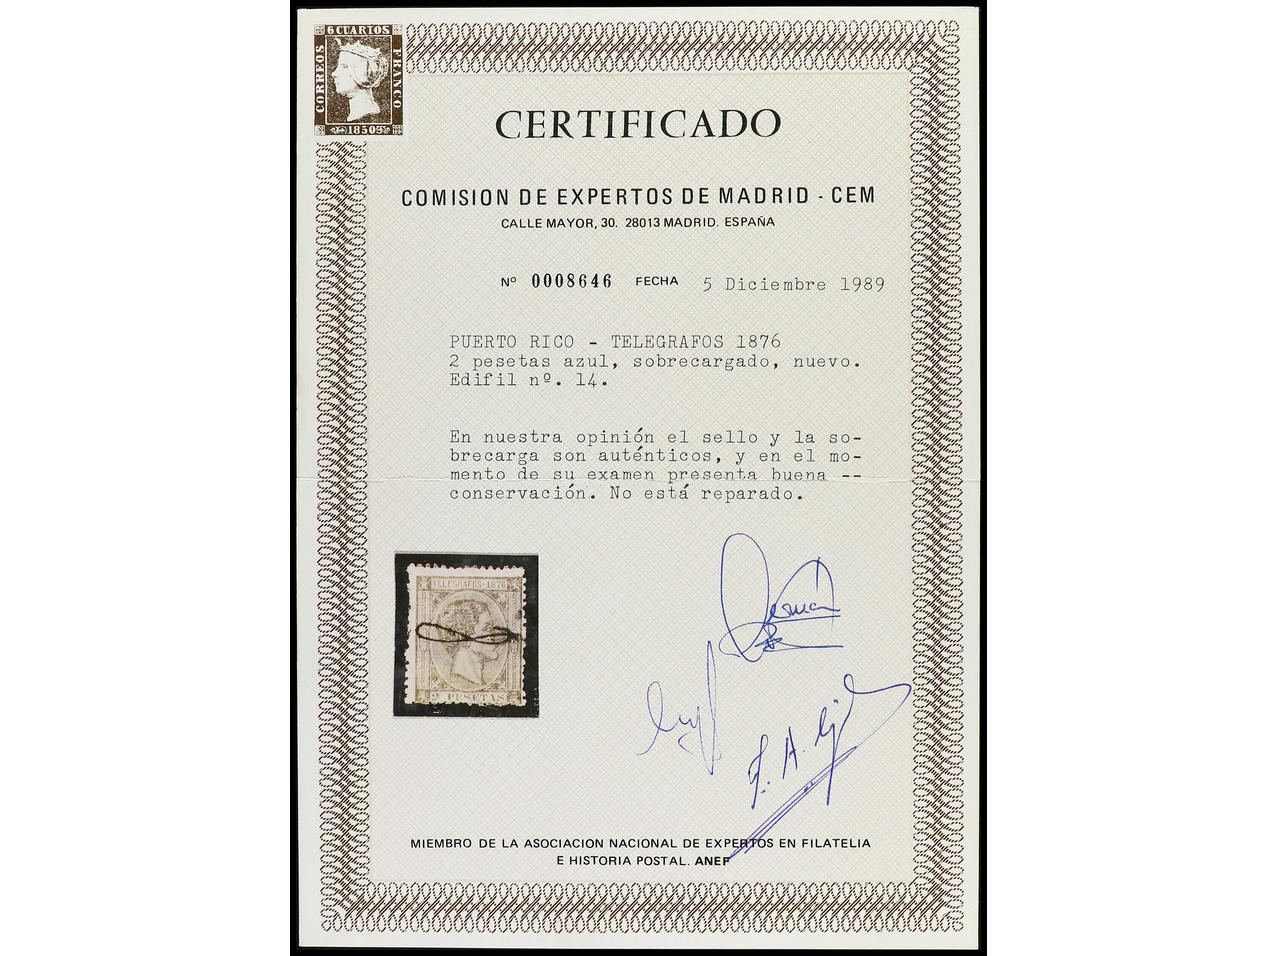 6 CUARTOS
CORREOS
FRANCO
1850
CERTIFICADO
COMISION DE EXPERTOS DE MADRID - CEM
CALLE MAYOR, 30. 28013 MADRID. ESPAÑA
Nº 0008646 FECHA 5 Diciembre 1989
PUERTO RICO - TELEGRAFOS 1876
2 pesetas azul, sobrecargado, nuevo.
Edifil nº. 14.
En nuestra opinión el sello y la so-
brecarga son auténticos, y en el mo-
mento de su examen presenta buena --
conservación. No está reparado.
TELEGRAFOS-1876
2 PESETAS
MIEMBRO DE LA ASOCIACION NACIONAL DE EXPERTOS EN FILATELIA
E HISTORIA POSTAL. ANEF